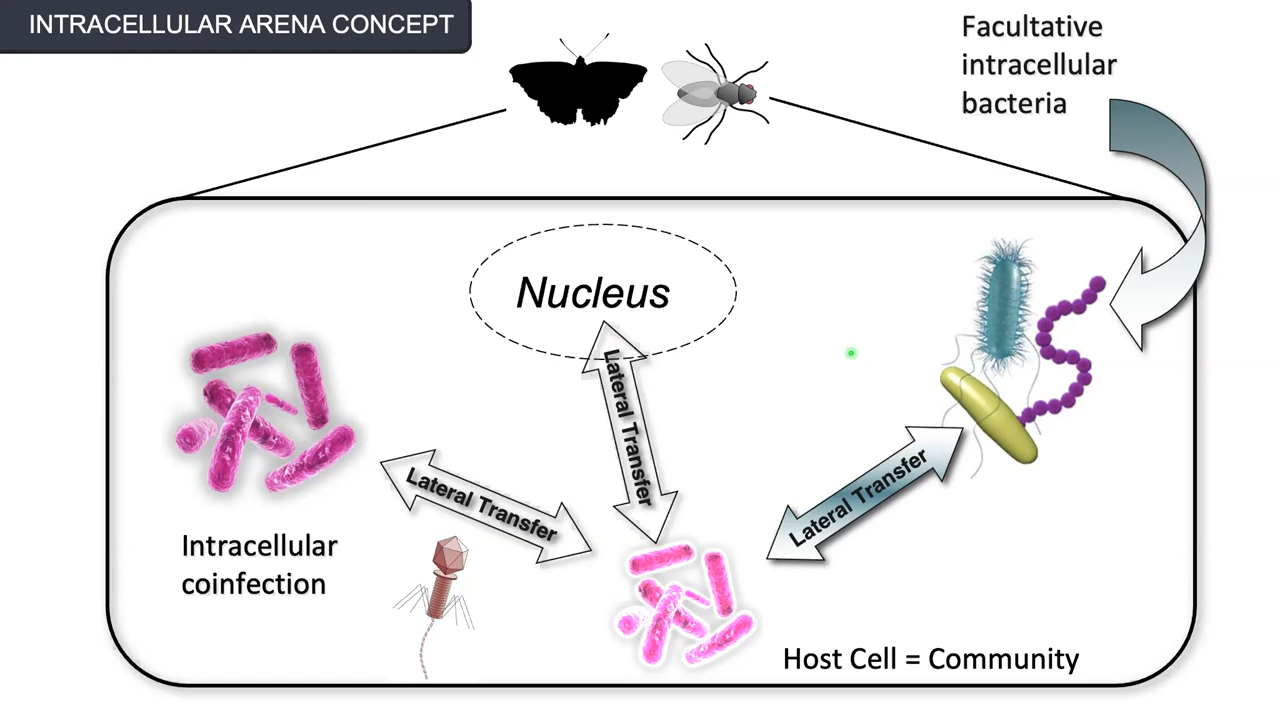 INTRACELLULAR ARENA CONCEPT
Facultative
intracellular
bacteria
Nucleus
Lateral Transfer
Lateral Transfer
Lateral Transfer
Intracellular
coinfection
Host Cell = Community